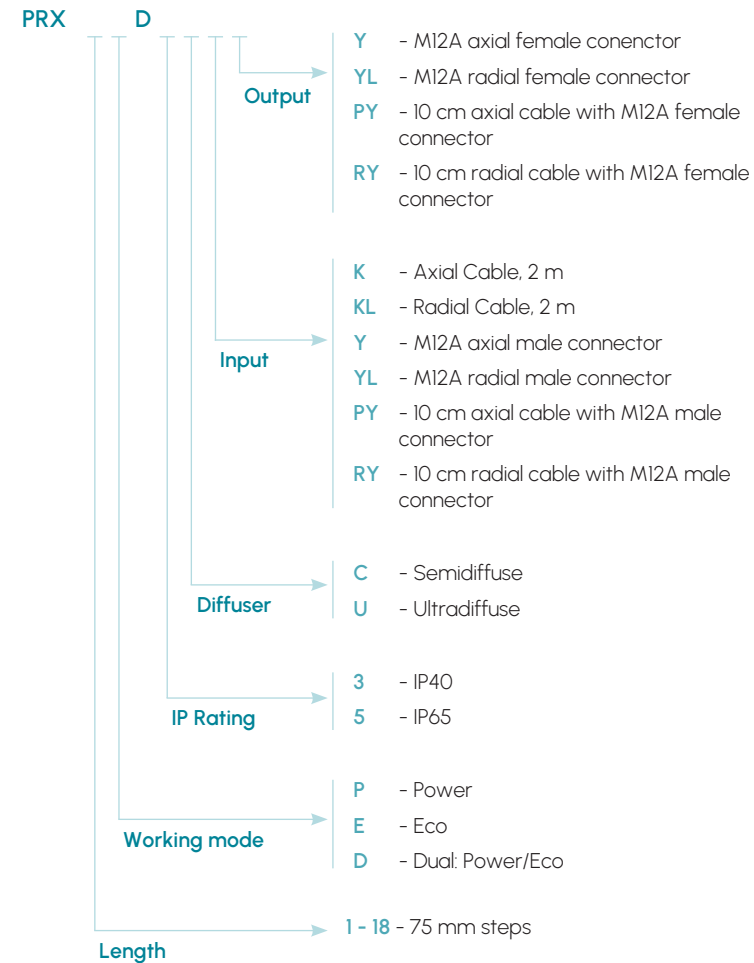 PRX D
Output
Y - M12A axial female conenctor
YL - M12A radial female connector
PY - 10 cm axial cable with M12A female
connector
RY - 10 cm radial cable with M12A female
connector
Input
K - Axial Cable, 2 m
KL - Radial Cable, 2 m
Y - M12A axial male connector
YL - M12A radial male connector
PY - 10 cm axial cable with M12A male
connector
RY - 10 cm radial cable with M12A male
connector
Diffuser
C - Semidiffuse
U - Ultradiffuse
IP Rating
3 - IP40
5 - IP65
Working mode
P - Power
E - Eco
D - Dual: Power/Eco
Length
1 - 18 - 75 mm steps